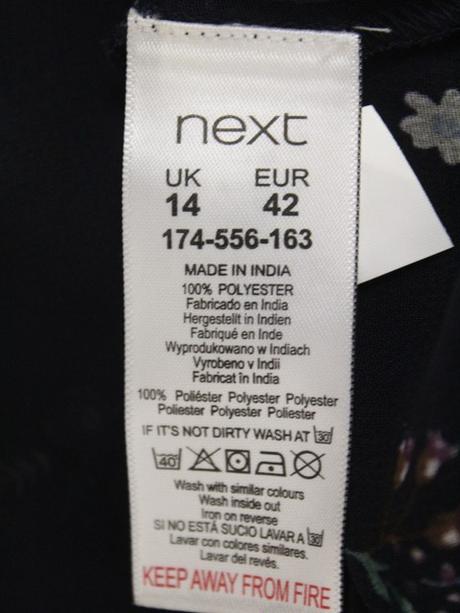 next
UK EUR
14 42
174-556-163
MADE IN INDIA
100% POLYESTER
Fabricado en India
Hergestellt in Indien
Fabriqué en Inde
Wyprodukowano w Indiach
Vyrobeno v Indii
Fabricat în India
100% Poliéster Polyester Polyester
Poliester Polyester Poliester
IF IT'S NOT DIRTY WASH AT 30
40
Wash with similar colours
Wash inside out
Iron on reverse
SI NO ESTÁ SUCIO LAVAR A 30
Lavar con colores similares.
Lavar del revés.
KEEP AWAY FROM FIRE